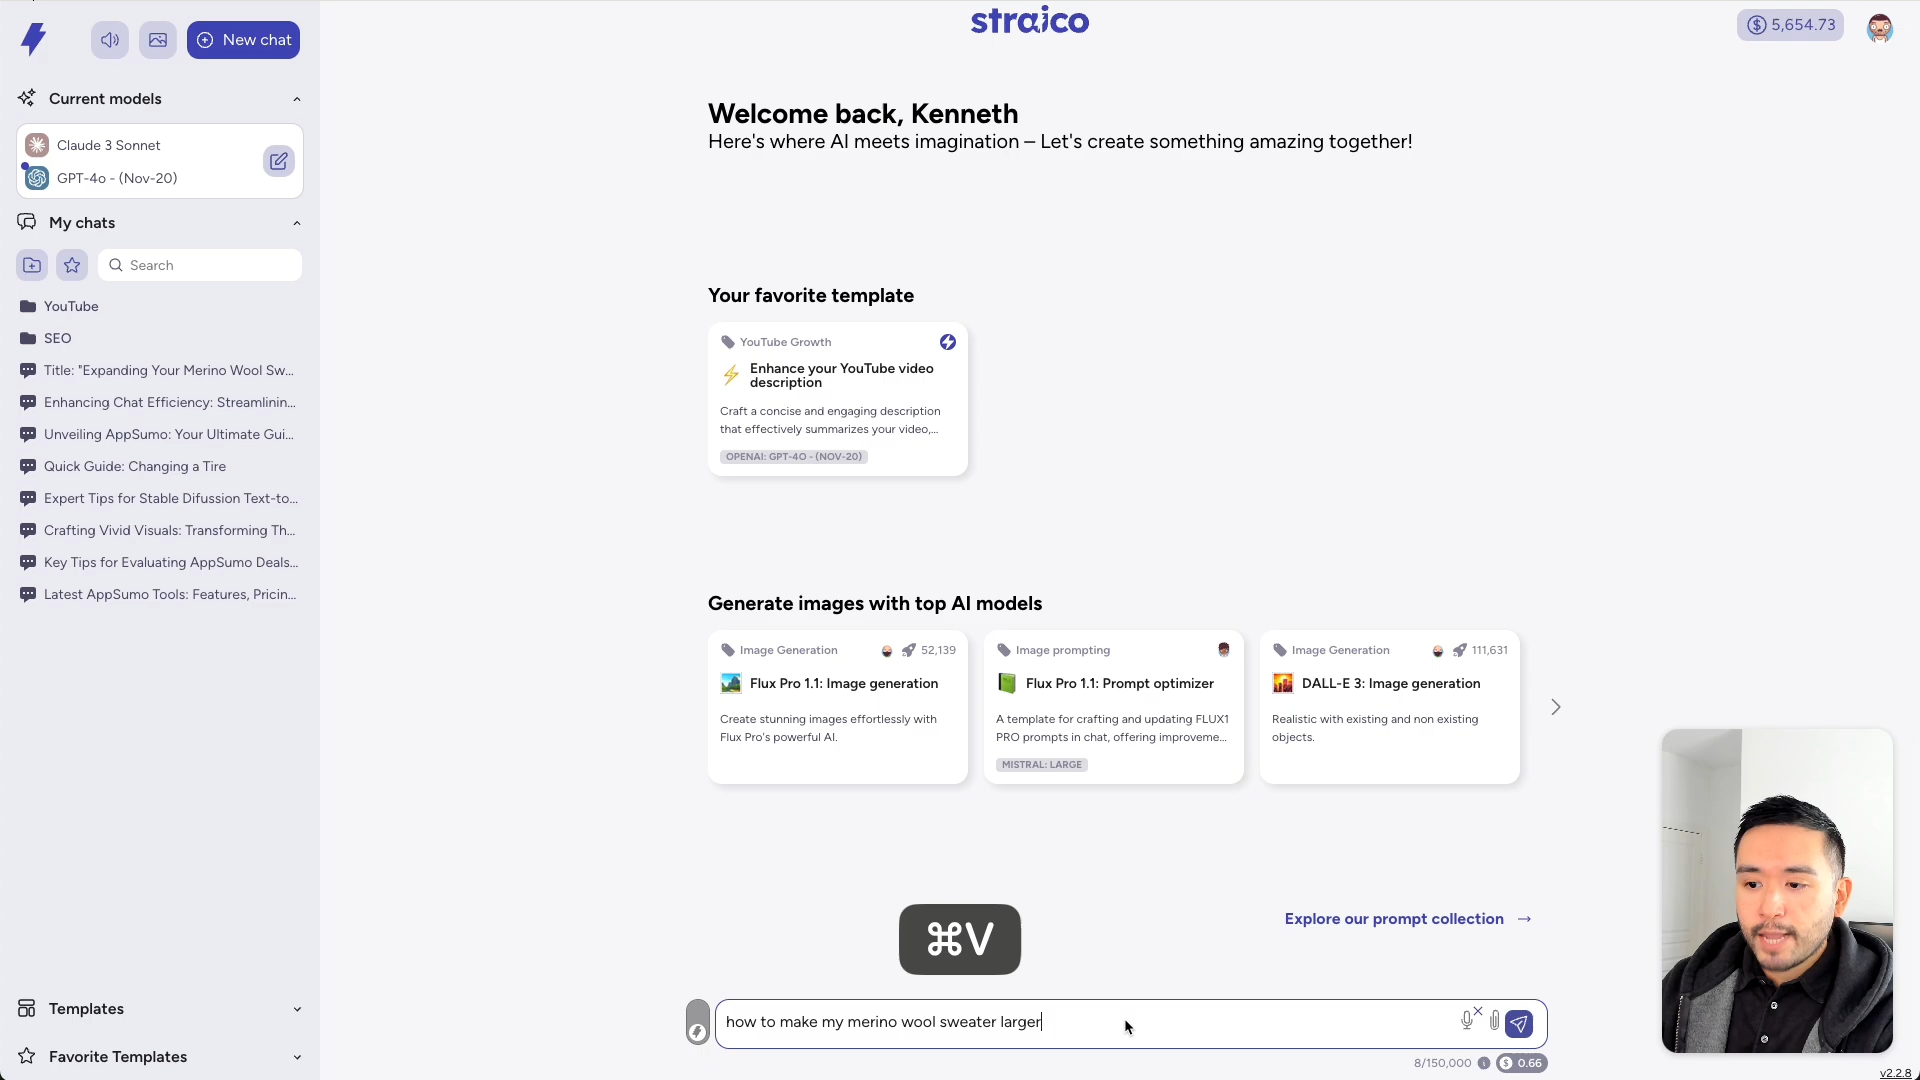 straico
5,654.73
New chat
Current models
Claude 3 Sonnet
GPT-4o - (Nov-20)
My chats
Search
YouTube
SEO
Title: "Expanding Your Merino Wool Sw...
Enhancing Chat Efficiency: Streamlinin...
Unveiling AppSumo: Your Ultimate Gui...
Quick Guide: Changing a Tire
Expert Tips for Stable Difussion Text-to...
Crafting Vivid Visuals: Transforming Th...
Key Tips for Evaluating AppSumo Deals...
Latest AppSumo Tools: Features, Pricin...
Templates
Favorite Templates
Welcome back, Kenneth
Here's where AI meets imagination – Let's create something amazing together!
Your favorite template
YouTube Growth
Enhance your YouTube video
description
Craft a concise and engaging description
that effectively summarizes your video,...
OPENAI: GPT-4O - (NOV-20)
Generate images with top AI models
Image Generation 52,139
Flux Pro 1.1: Image generation
Create stunning images effortlessly with
Flux Pro's powerful AI.
Image prompting
Flux Pro 1.1: Prompt optimizer
A template for crafting and updating FLUX1
PRO prompts in chat, offering improveme...
MISTRAL: LARGE
Image Generation 111,631
DALL-E 3: Image generation
Realistic with existing and non existing
objects.
Explore our prompt collection →
⌘V
how to make my merino wool sweater larger
8/150,000 0.66
v2.2.8